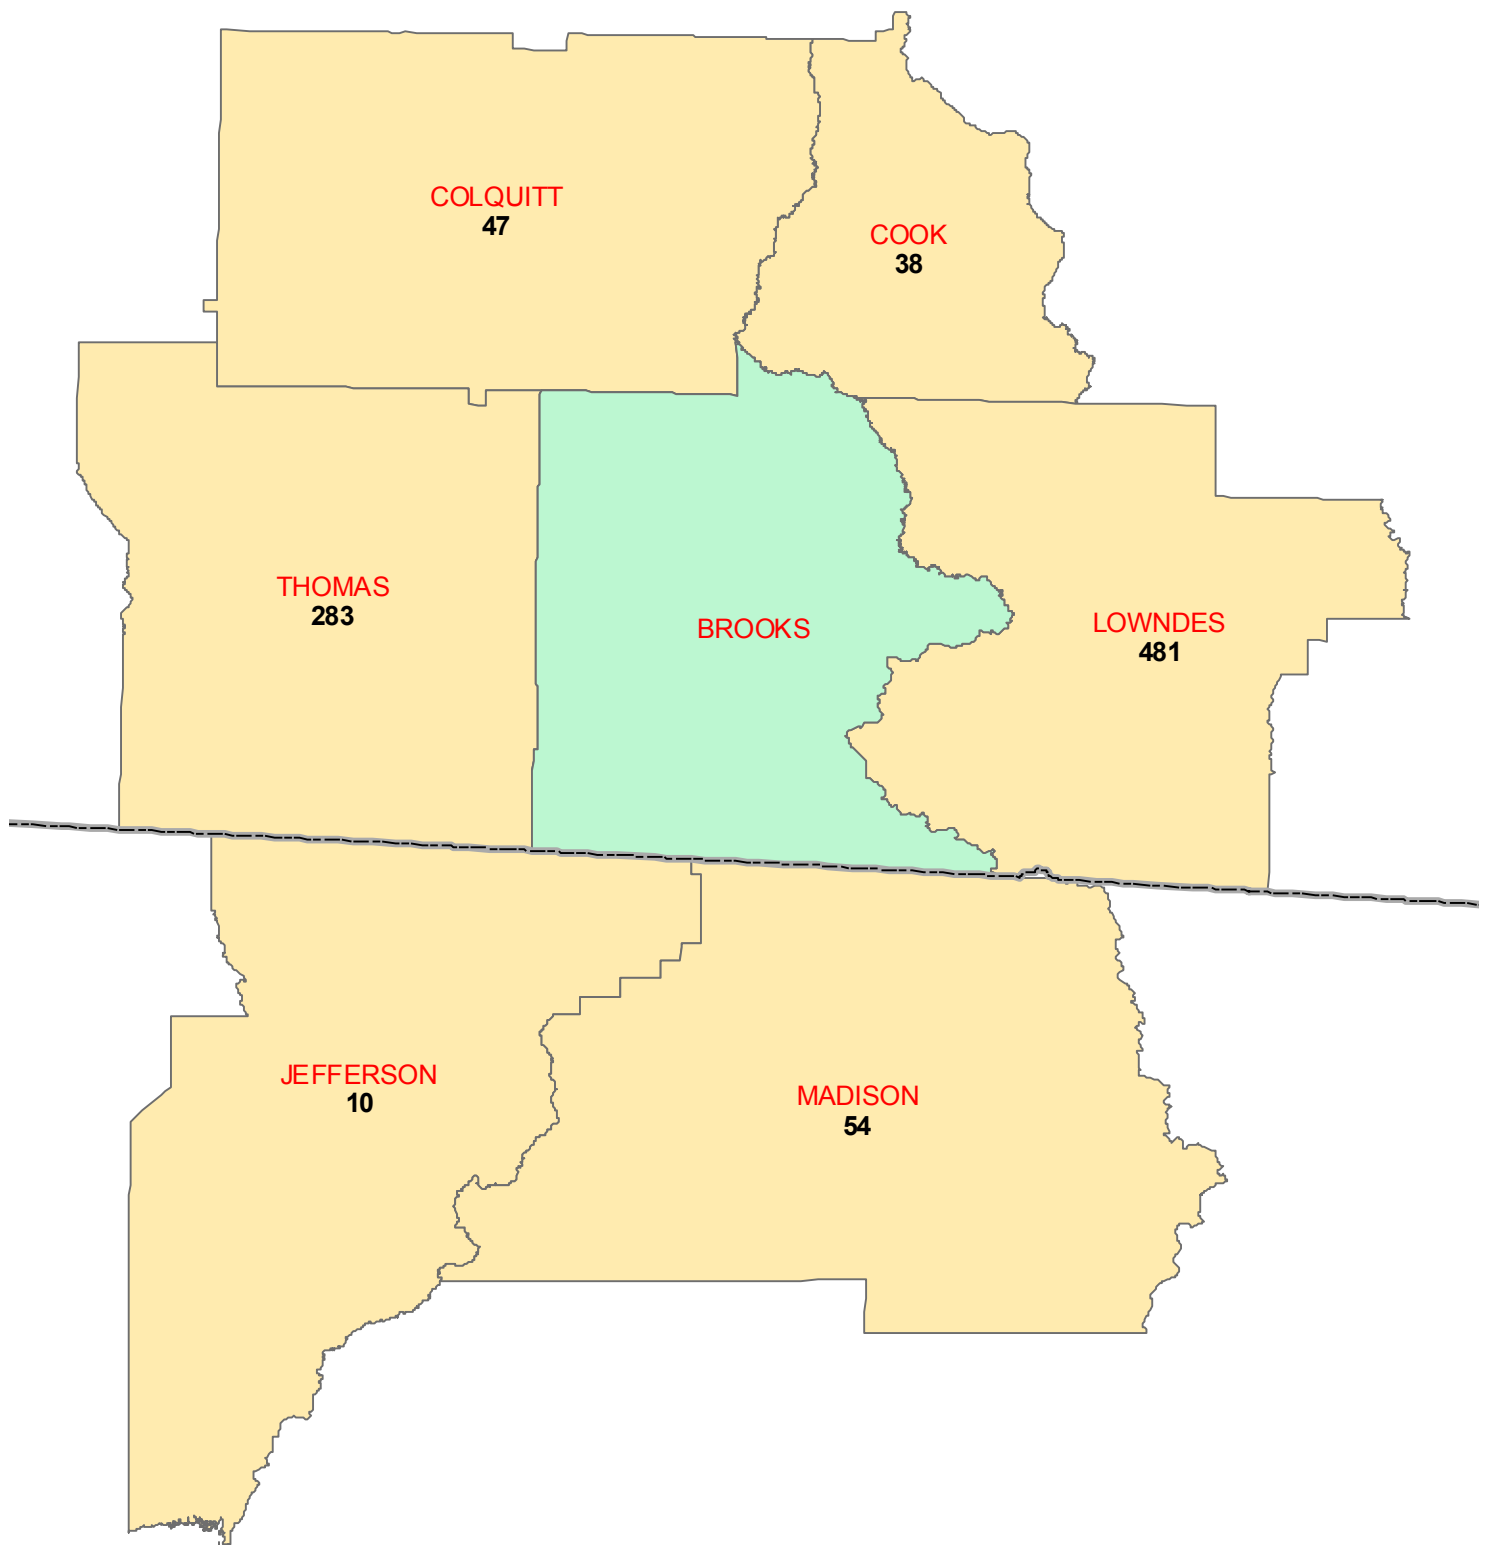 COLQUITT
47
COOK
38
THOMAS
283
BROOKS
LOWNDES
481
JEFFERSON
10
MADISON
54